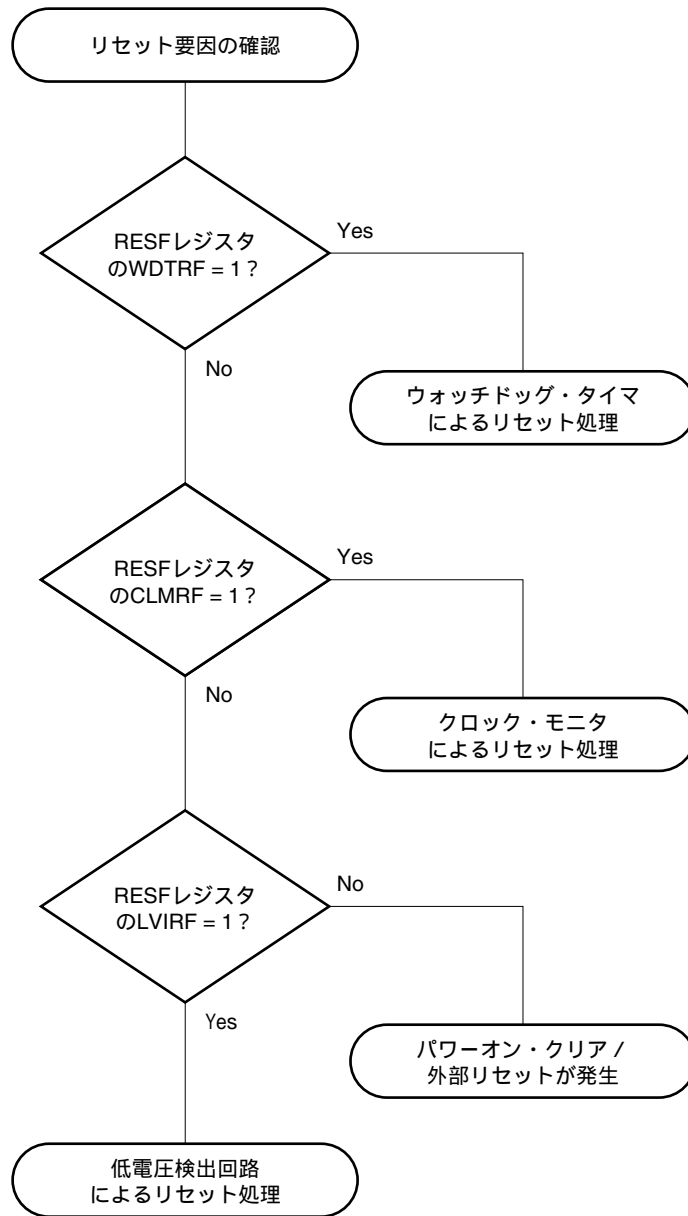 リセット要因の確認
RESFレジスタ
のWDTRF = 1？
Yes
No
ウォッチドッグ・タイマ
によるリセット処理
RESFレジスタ
のCLMRF = 1？
Yes
No
クロック・モニタ
によるリセット処理
RESFレジスタ
のLVIRF = 1？
No
Yes
パワーオン・クリア /
外部リセットが発生
低電圧検出回路
によるリセット処理